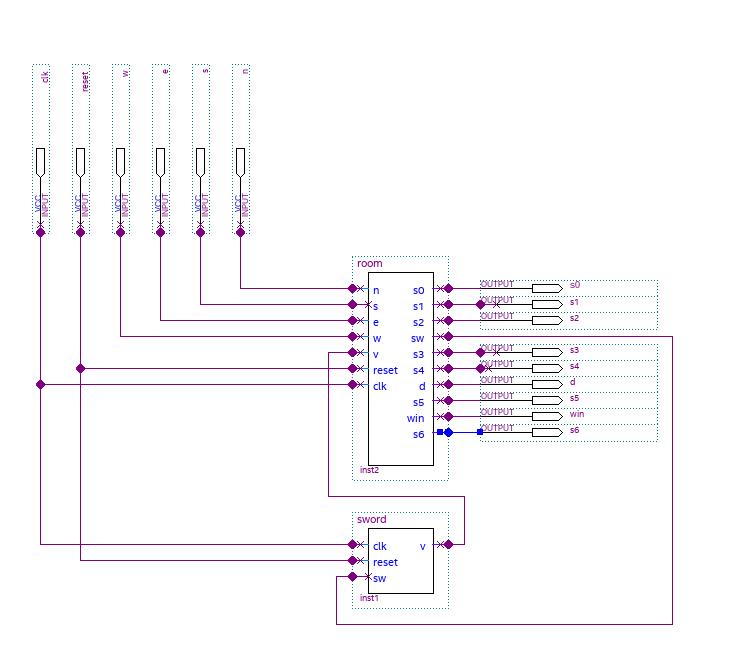 clk
reset
w
e
s
n
VCC
INPUT
VCC
INPUT
VCC
INPUT
VCC
INPUT
VCC
INPUT
VCC
INPUT
room
n
s
e
w
v
reset
clk
s0
s1
s2
sw
s3
s4
d
s5
win
s6
inst2
OUTPUT s0
OUTPUT s1
OUTPUT s2
OUTPUT s3
OUTPUT s4
OUTPUT d
OUTPUT s5
OUTPUT win
OUTPUT s6
sword
clk v
reset
sw
inst1